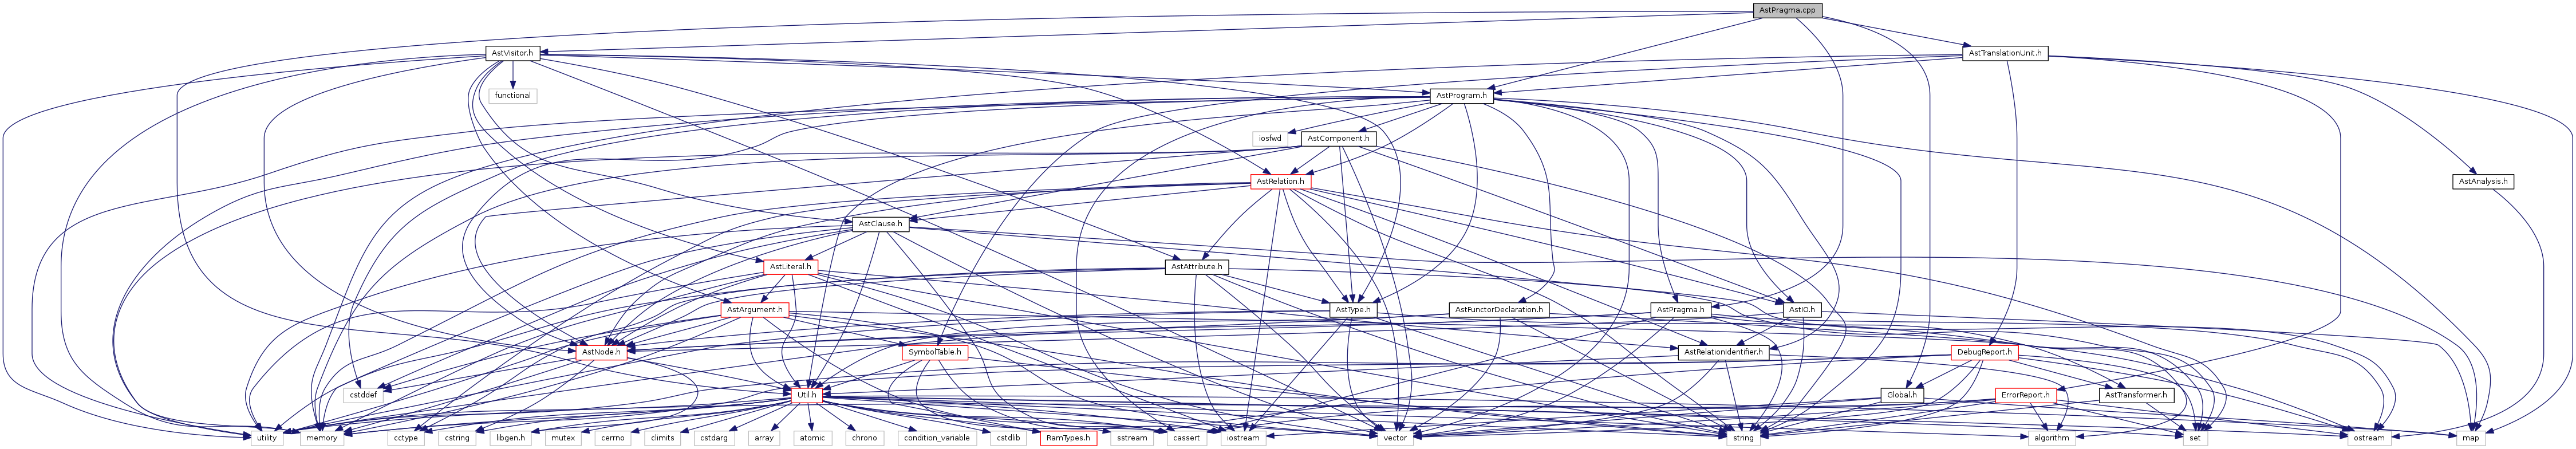 AstPragma.cpp
AstVisitor.h
AstTranslationUnit.h
functional
AstProgram.h
iosfwd
AstComponent.h
AstRelation.h
AstAnalysis.h
AstClause.h
AstLiteral.h
AstAttribute.h
AstArgument.h
AstType.h
AstFunctorDeclaration.h
AstPragma.h
AstIO.h
AstNode.h
SymbolTable.h
AstRelationIdentifier.h
DebugReport.h
cstddef
Util.h
Global.h
ErrorReport.h
AstTransformer.h
utility
memory
cctype
cstring
libgen.h
mutex
cerrno
climits
cstdarg
array
atomic
chrono
condition_variable
cstdlib
RamTypes.h
sstream
cassert
iostream
vector
string
algorithm
set
ostream
map